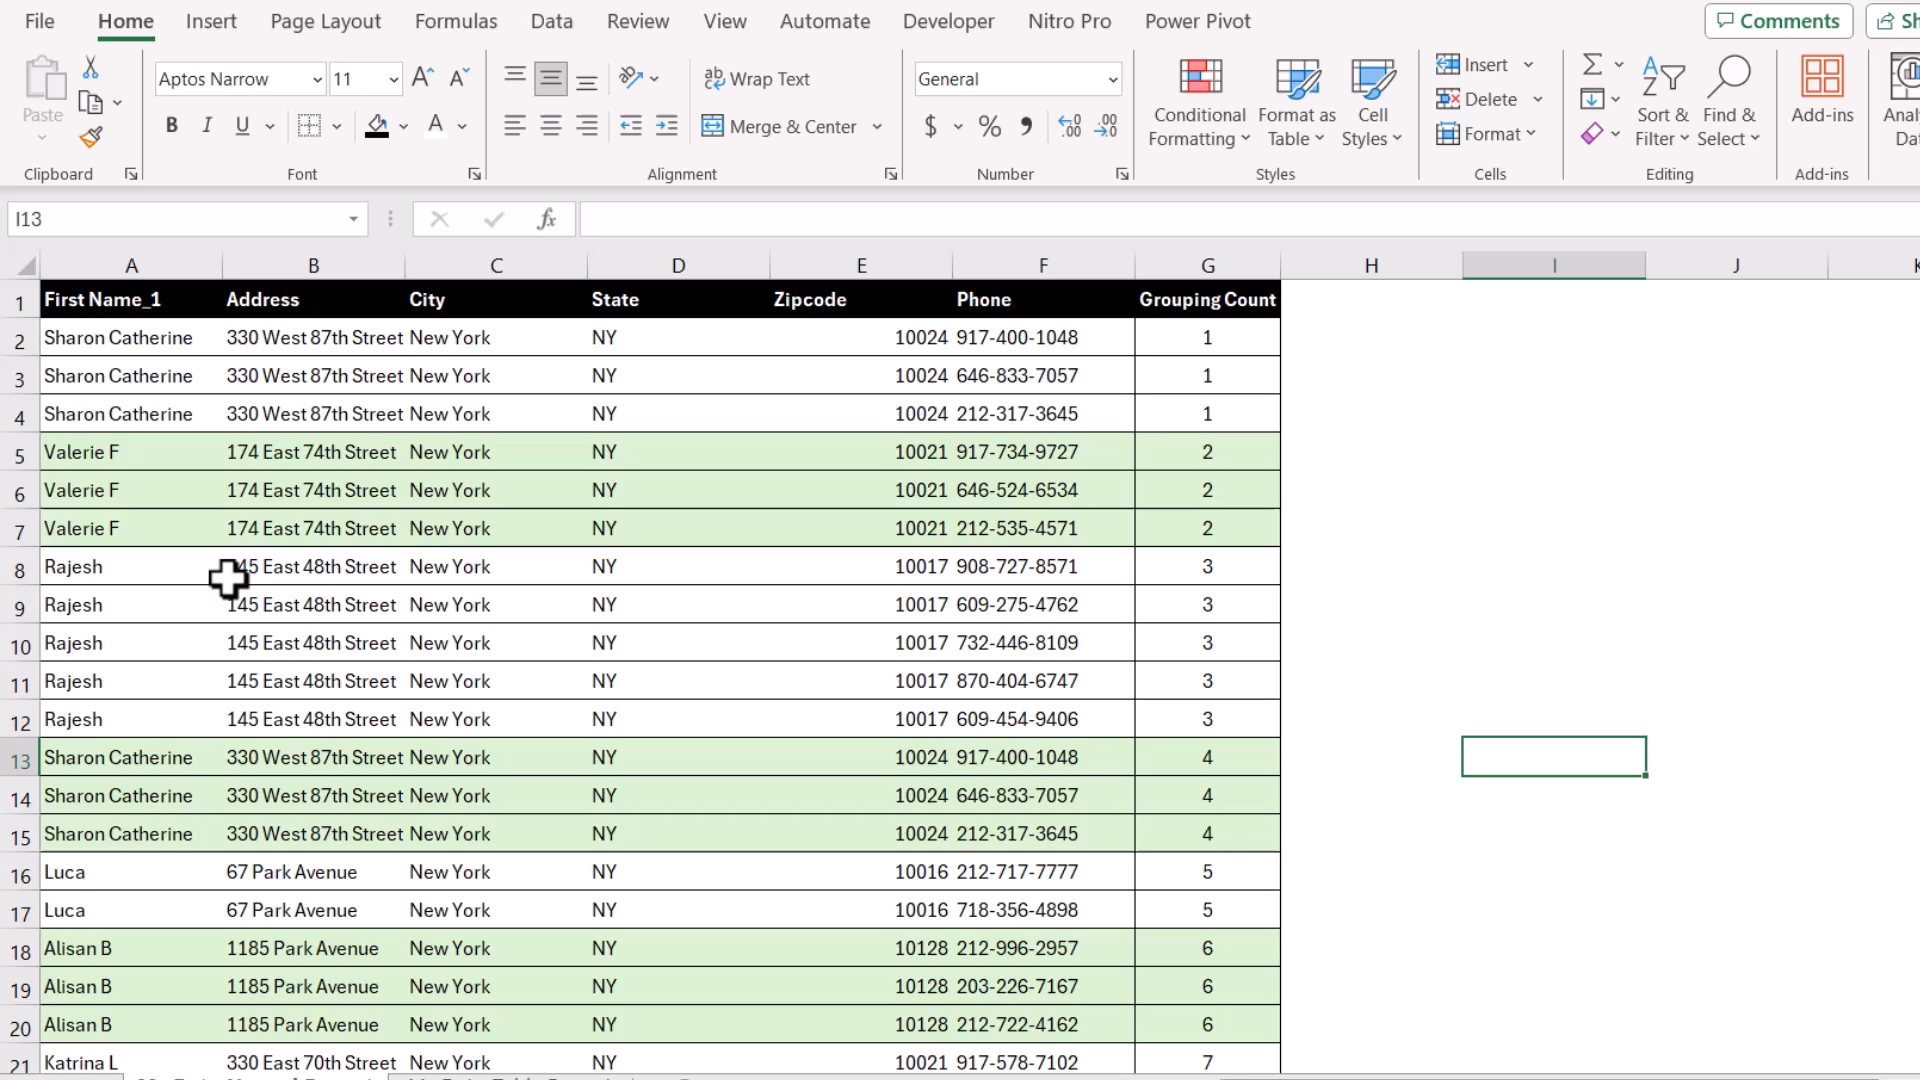 File Home Insert Page Layout Formulas Data Review View Automate Developer Nitro Pro Power Pivot Comments
Paste Aptos Narrow 11 Wrap Text General Conditional Formatting Format as Table Cell Styles Insert Delete Format Sort & Filter Find & Select Add-ins
B I U Merge & Center $ % 9
Clipboard Font Alignment Number Styles Cells Editing Add-ins
I13 fx
A B C D E F G H I J K
1 First Name_1 Address City State Zipcode Phone Grouping Count
2 Sharon Catherine 330 West 87th Street New York NY 10024 917-400-1048 1
3 Sharon Catherine 330 West 87th Street New York NY 10024 646-833-7057 1
4 Sharon Catherine 330 West 87th Street New York NY 10024 212-317-3645 1
5 Valerie F 174 East 74th Street New York NY 10021 917-734-9727 2
6 Valerie F 174 East 74th Street New York NY 10021 646-524-6534 2
7 Valerie F 174 East 74th Street New York NY 10021 212-535-4571 2
8 Rajesh 145 East 48th Street New York NY 10017 908-727-8571 3
9 Rajesh 145 East 48th Street New York NY 10017 609-275-4762 3
10 Rajesh 145 East 48th Street New York NY 10017 732-446-8109 3
11 Rajesh 145 East 48th Street New York NY 10017 870-404-6747 3
12 Rajesh 145 East 48th Street New York NY 10017 609-454-9406 3
13 Sharon Catherine 330 West 87th Street New York NY 10024 917-400-1048 4
14 Sharon Catherine 330 West 87th Street New York NY 10024 646-833-7057 4
15 Sharon Catherine 330 West 87th Street New York NY 10024 212-317-3645 4
16 Luca 67 Park Avenue New York NY 10016 212-717-7777 5
17 Luca 67 Park Avenue New York NY 10016 718-356-4898 5
18 Alisan B 1185 Park Avenue New York NY 10128 212-996-2957 6
19 Alisan B 1185 Park Avenue New York NY 10128 203-226-7167 6
20 Alisan B 1185 Park Avenue New York NY 10128 212-722-4162 6
21 Katrina L 330 East 70th Street New York NY 10021 917-578-7102 7